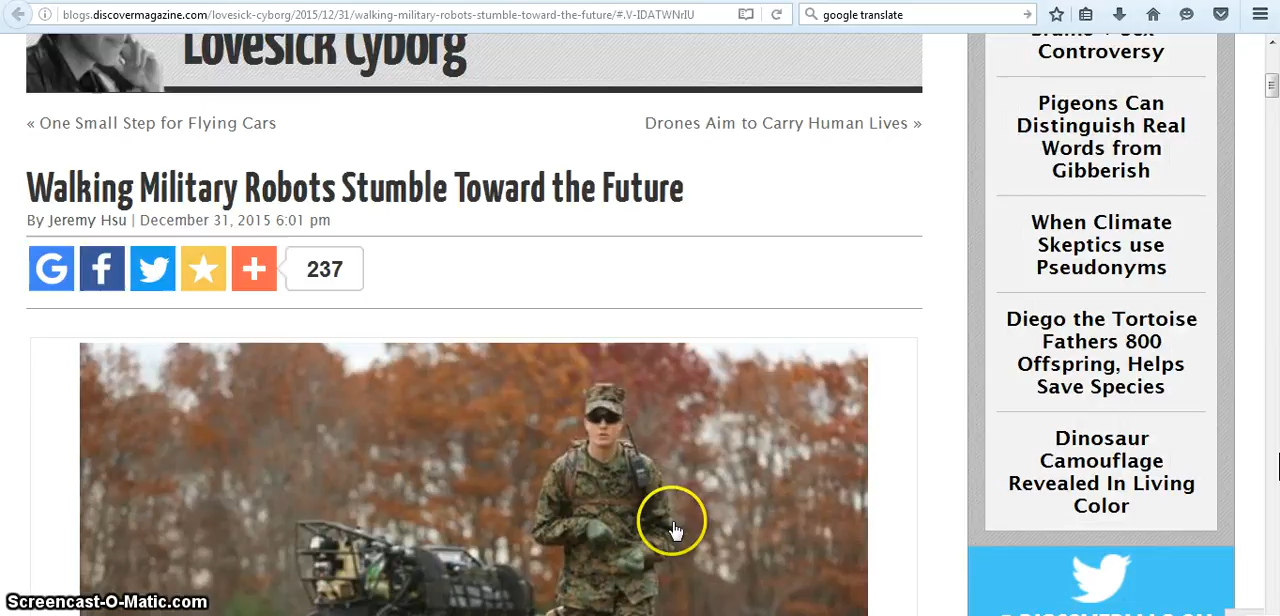 blogs.discovermagazine.com/lovesick-cyborg/2015/12/31/walking-military-robots-stumble-toward-the-future/#.V-IDATWNrIU
google translate
Lovesick Cyborg
« One Small Step for Flying Cars
Drones Aim to Carry Human Lives »
Walking Military Robots Stumble Toward the Future
By Jeremy Hsu | December 31, 2015 6:01 pm
G
f
237
Controversy
Pigeons Can
Distinguish Real
Words from
Gibberish
When Climate
Skeptics use
Pseudonyms
Diego the Tortoise
Fathers 800
Offspring, Helps
Save Species
Dinosaur
Camouflage
Revealed In Living
Color
Screencast-O-Matic.com